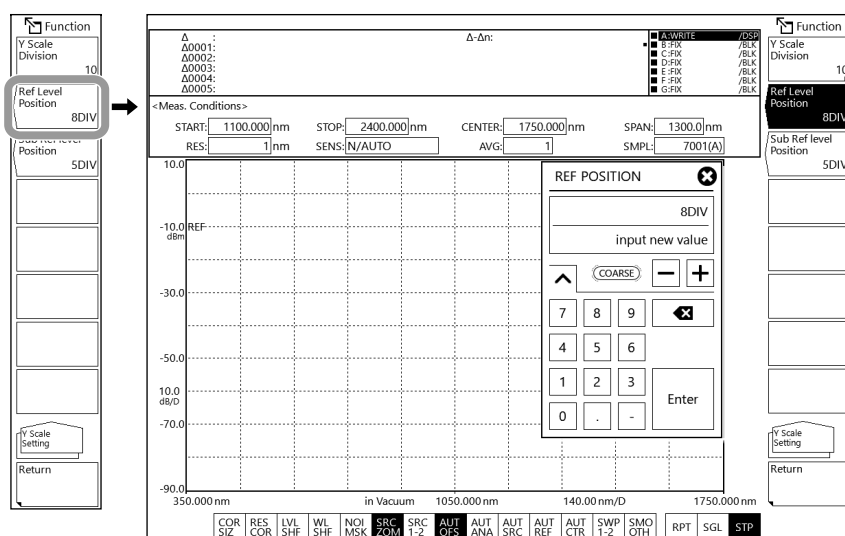 Function
Y Scale
Division
10
Ref Level
Position
8DIV
Sub Ref level
Position
5DIV
Y Scale
Setting
Return
Δ :
Δ0001:
Δ0002:
Δ0003:
Δ0004:
Δ0005:
Δ-Δn:
A:WRITE /DSP
B:FIX /BLK
C:FIX /BLK
D:FIX /BLK
E:FIX /BLK
F:FIX /BLK
G:FIX /BLK
<Meas. Conditions>
START: 1100.000 nm STOP: 2400.000 nm CENTER: 1750.000 nm SPAN: 1300.0 nm
RES: 1 nm SENS: N/AUTO AVG: 1 SMPL: 7001(A)
10.0
-10.0 REF
dBm
-30.0
-50.0
10.0
dB/D
-70.0
-90.0
350.000 nm in Vacuum 1050.000 nm 140.00 nm/D 1750.000 nm
REF POSITION
8DIV
input new value
COARSE
7 8 9
4 5 6
1 2 3
Enter
0 . -
COR SIZ
RES COR
LVL SHF
WL SHF
NOI MSK
SRC ZOM
SRC 1-2
AUT OFS
AUT ANA
AUT SRC
AUT REF
AUT CTR
SWP 1-2
SMO OTH
RPT
SGL
STP
Function
Y Scale
Division
10
Ref Level
Position
8DIV
Sub Ref level
Position
5DIV
Y Scale
Setting
Return